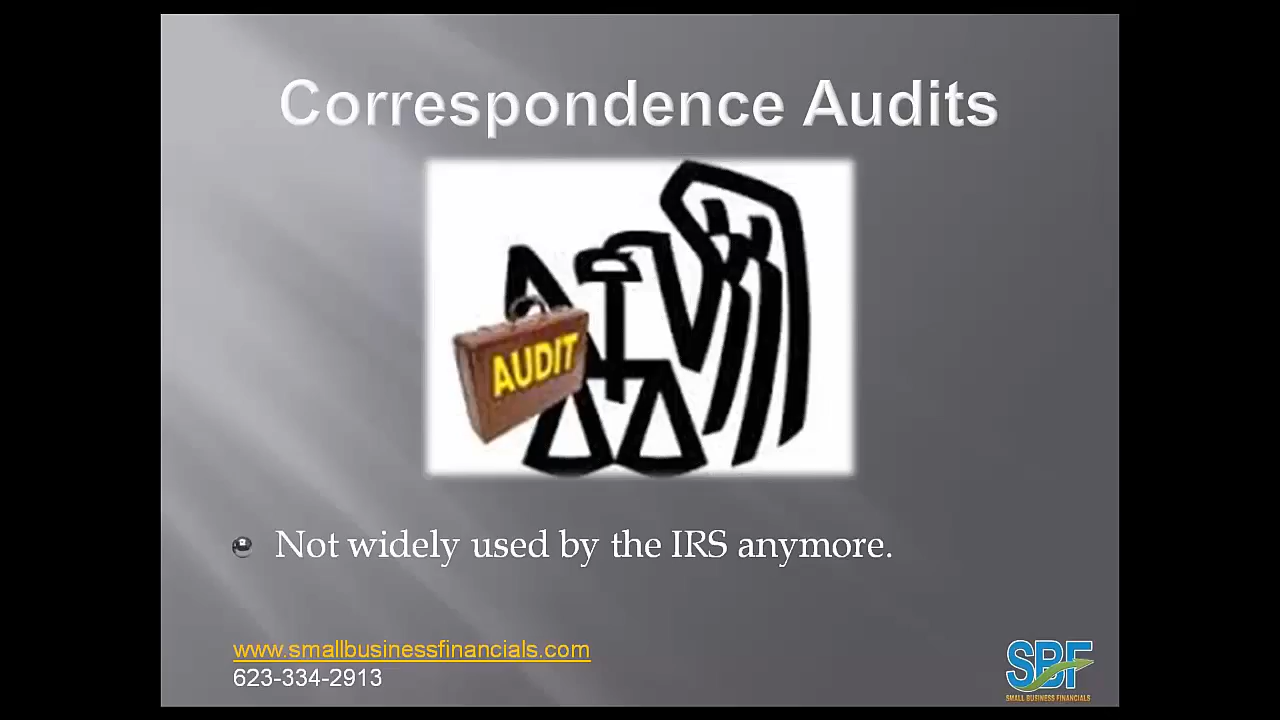 Correspondence Audits
AUDIT
Not widely used by the IRS anymore.
www.smallbusinessfinancials.com
623-334-2913
SBF
SMALL BUSINESS FINANCIALS